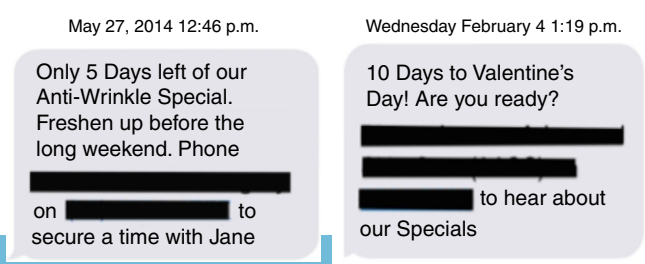 May 27, 2014 12:46 p.m.
Only 5 Days left of our
Anti-Wrinkle Special.
Freshen up before the
long weekend. Phone
on to
secure a time with Jane
Wednesday February 4 1:19 p.m.
10 Days to Valentine's
Day! Are you ready?
to hear about
our Specials